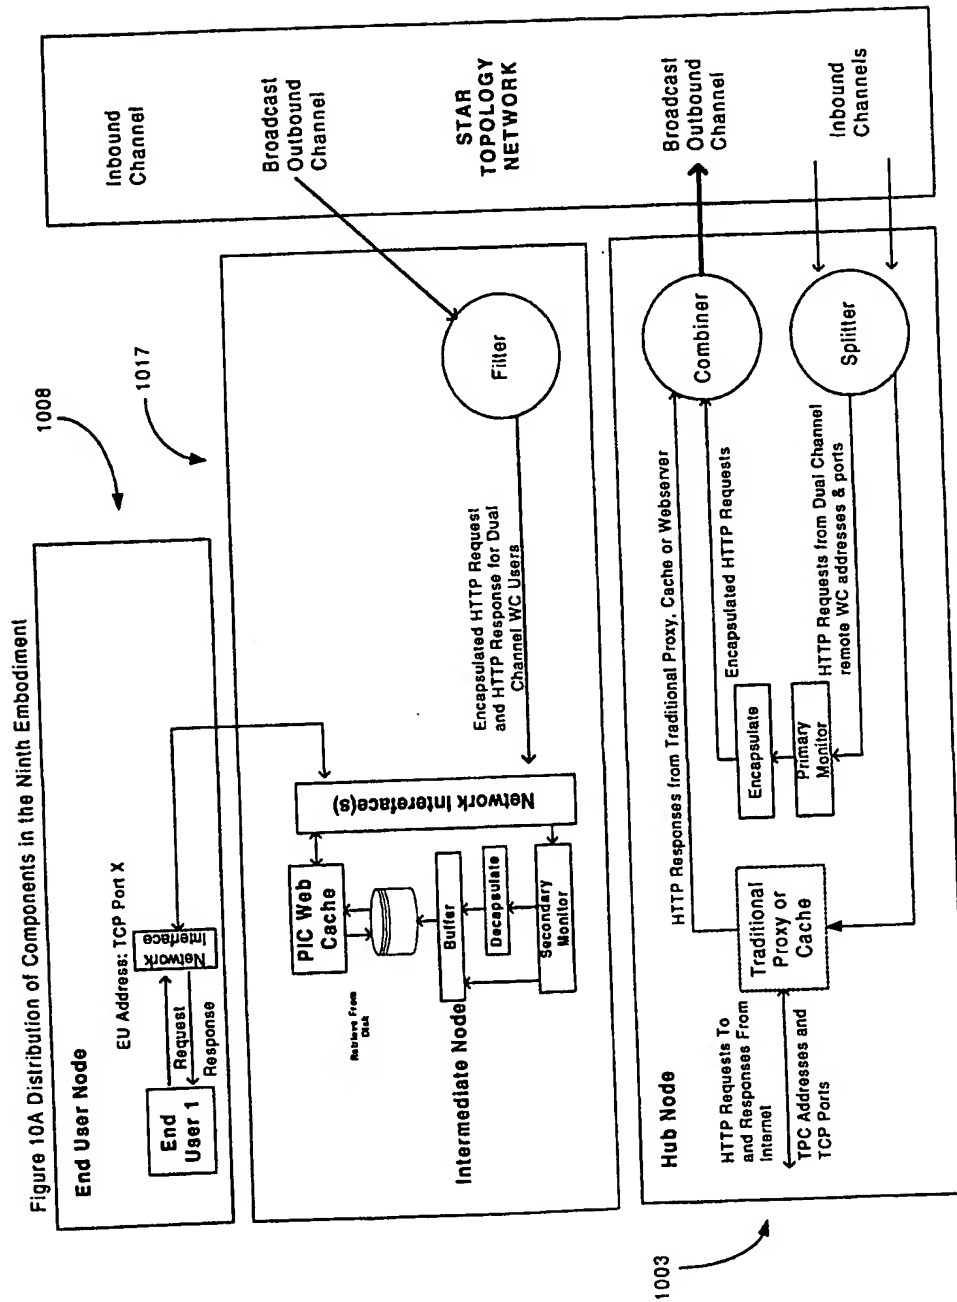 Figure 10A Distribution of Components in the Ninth Embodiment
1008
1017
1003
End User Node
EU Address: TCP Port X
End
User 1
Request
Response
Network
Interface
Inbound
Channel
Broadcast
Outbound
Channel
STAR
TOPOLOGY
NETWORK
Broadcast
Outbound
Channel
Inbound
Channels
Intermediate Node
PIC Web
Cache
Retrieve From
Disk
Buffer
Decapsulate
Secondary
Monitor
Network Intereface(s)
Encapsulated HTTP Request
and HTTP Response for Dual
Channel WC Users
Filter
Hub Node
HTTP Requests To
and Responses From
Internet
TPC Addresses and
TCP Ports
Traditional
Proxy or
Cache
HTTP Responses from Traditional Proxy, Cache or Webserver
Encapsulate
Primary
Monitor
Encapsulated HTTP Requests
HTTP Requests from Dual Channel
remote WC addresses & ports
Combiner
Splitter